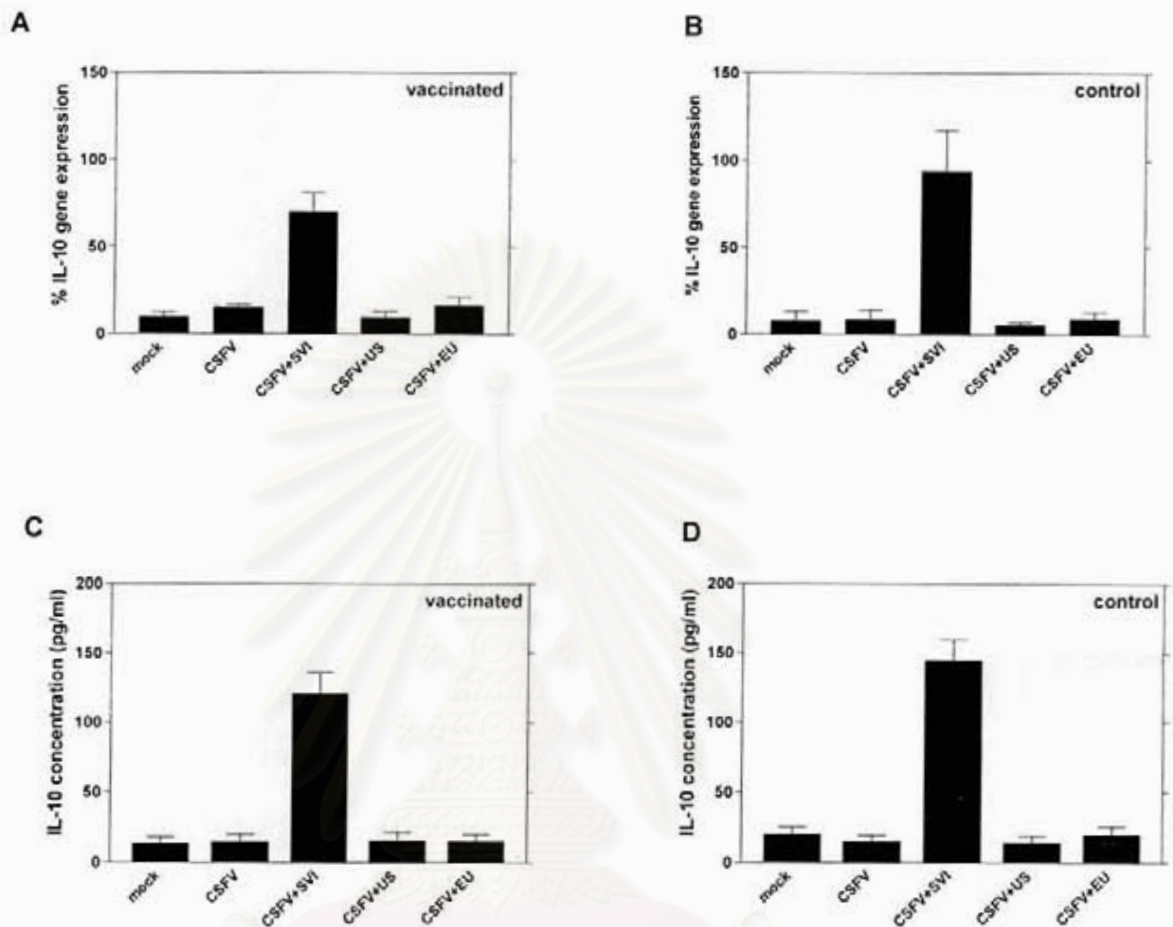 A
% IL-10 gene expression
150
100
50
0
vaccinated
mock
CSFV
CSFV+SVI
CSFV+US
CSFV+EU
B
% IL-10 gene expression
150
100
50
0
control
mock
CSFV
CSFV+SVI
CSFV+US
CSFV+EU
C
IL-10 concentration (pg/ml)
200
150
100
50
0
vaccinated
mock
CSFV
CSFV+SVI
CSFV+US
CSFV+EU
D
IL-10 concentration (pg/ml)
200
150
100
50
0
control
mock
CSFV
CSFV+SVI
CSFV+US
CSFV+EU